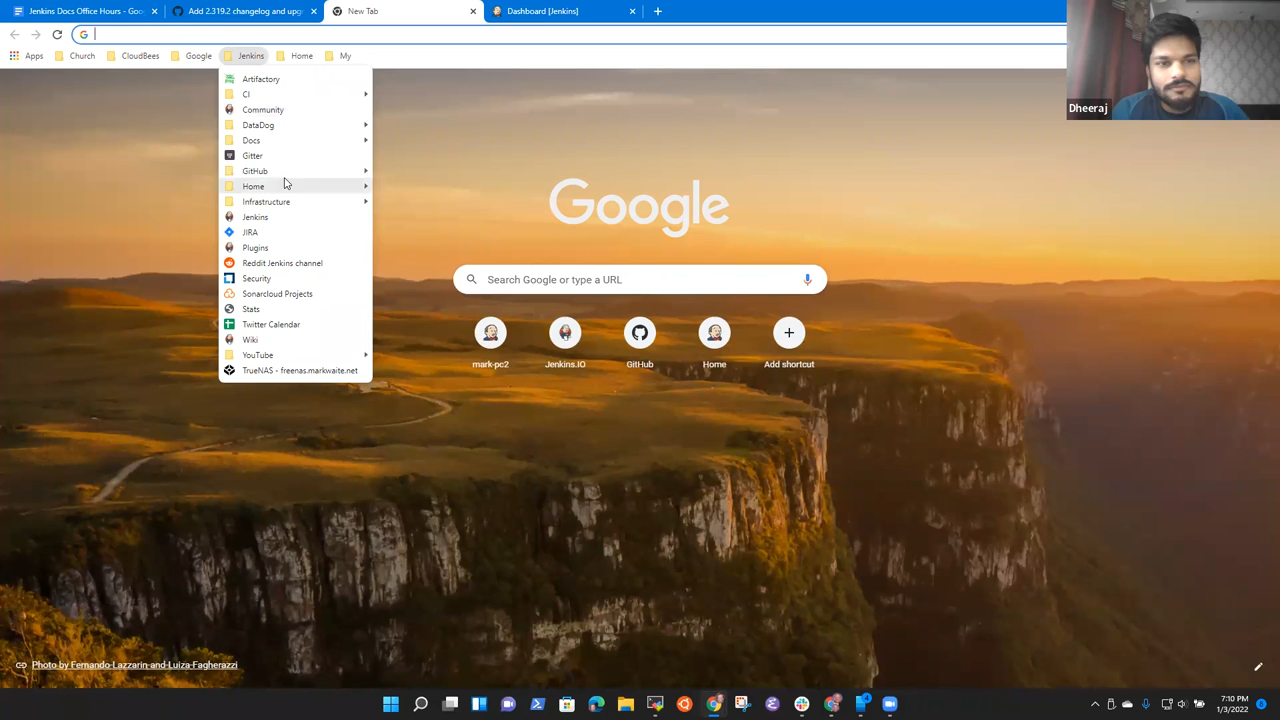 Jenkins Docs Office Hours - Goo
Add 2.319.2 changelog and upgr
New Tab
Dashboard [Jenkins]
Apps
Church
CloudBees
Google
Jenkins
Home
My
Artifactory
CI
Community
DataDog
Docs
Gitter
GitHub
Home
Infrastructure
Jenkins
JIRA
Plugins
Reddit Jenkins channel
Security
Sonarcloud Projects
Stats
Twitter Calendar
Wiki
YouTube
TrueNAS - freenas.markwaite.net
Dheeraj
Google
Search Google or type a URL
mark-pc2
Jenkins.IO
GitHub
Home
Add shortcut
Photo by Fernando-Lazzarin-and-Luiza-Fagherazzi
7:10 PM
1/3/2022